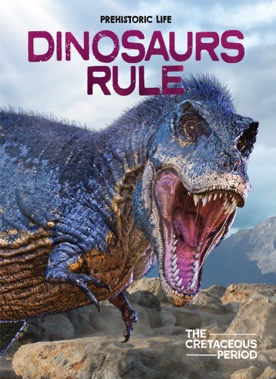 PREHISTORIC LIFE
DINOSAURS
RULE
THE
CRETACEOUS
PERIOD